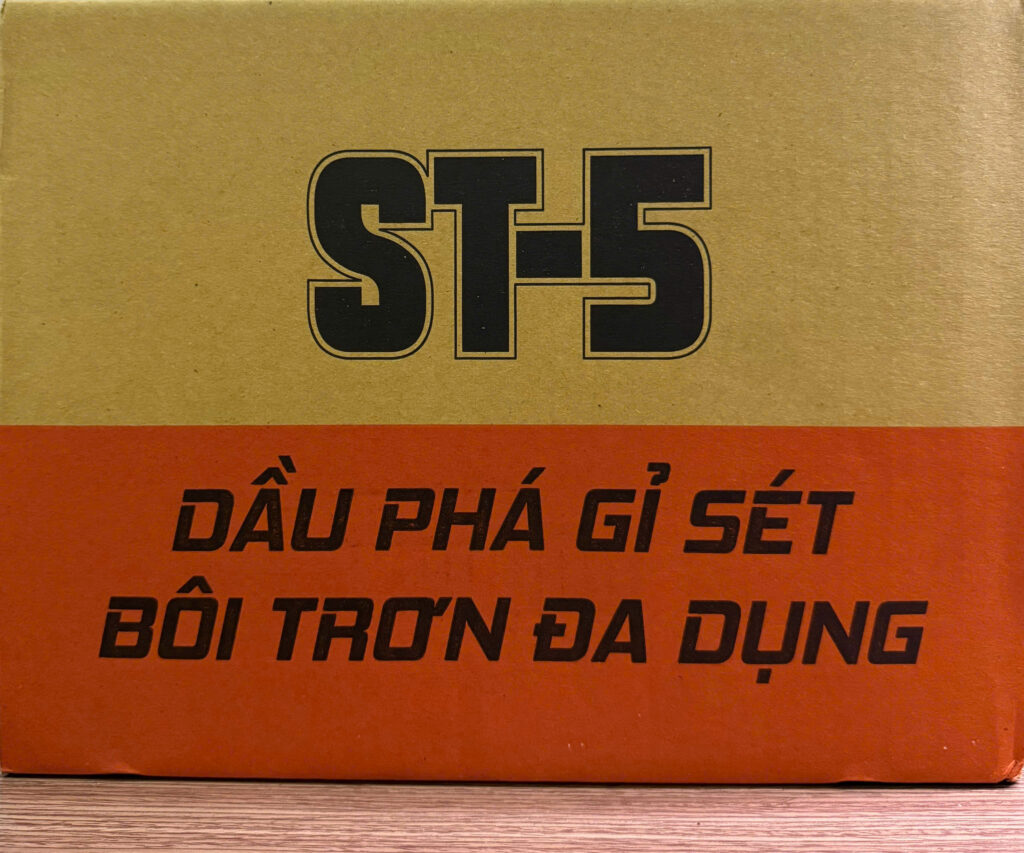 ST-5
DẦU PHÁ GỈ SÉT
BÔI TRƠN ĐA DỤNG